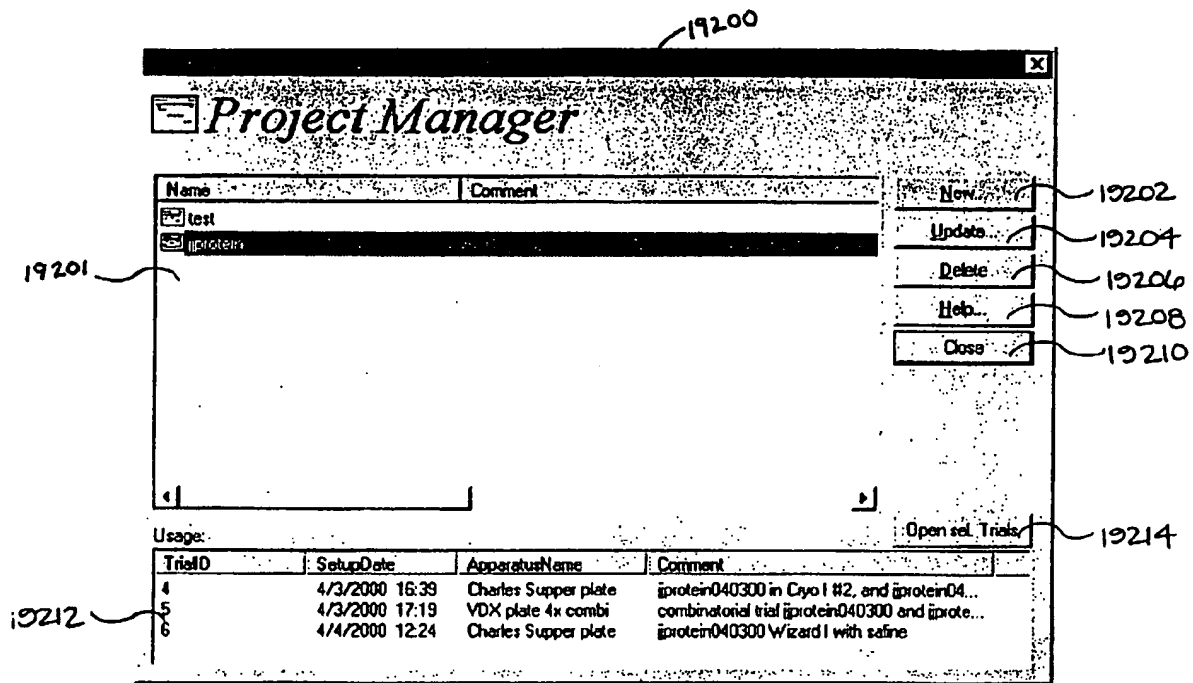 19200
Project Manager
Name Comment
test
jjprotein
19201
New...
Update...
Delete
Help...
Close
19202
19204
19206
19208
19210
Open sel. Trials
19214
Usage:
TrialID SetupDate ApparatusName Comment
4 4/3/2000 16:39 Charles Supper plate jjprotein040300 in Cryo I #2, and jjprotein04...
5 4/3/2000 17:19 VDX plate 4x combi combinatorial trial jjprotein040300 and jjprote...
6 4/4/2000 12:24 Charles Supper plate jjprotein040300 Wizard I with
19212